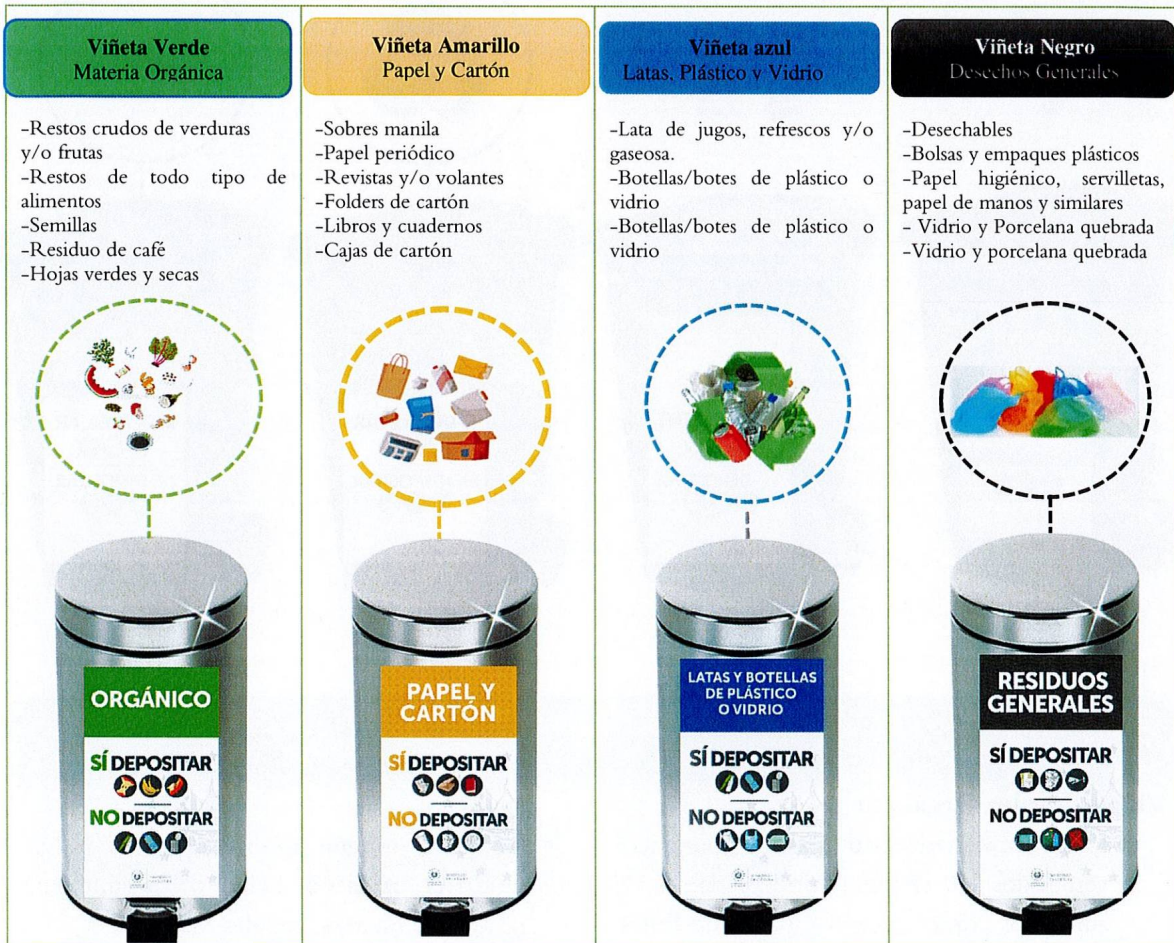 Viñeta Verde
Materia Orgánica
-Restos crudos de verduras
y/o frutas
-Restos de todo tipo de
alimentos
-Semillas
-Residuo de café
-Hojas verdes y secas
ORGÁNICO
SÍ DEPOSITAR
NO DEPOSITAR
Viñeta Amarillo
Papel y Cartón
-Sobres manila
-Papel periódico
-Revistas y/o volantes
-Folders de cartón
-Libros y cuadernos
-Cajas de cartón
PAPEL Y
CARTÓN
SÍ DEPOSITAR
NO DEPOSITAR
Viñeta azul
Latas, Plástico y Vidrio
-Lata de jugos, refrescos y/o
gaseosa.
-Botellas/botes de plástico o
vidrio
-Botellas/botes de plástico o
vidrio
LATAS Y BOTELLAS
DE PLÁSTICO
O VIDRIO
SÍ DEPOSITAR
NO DEPOSITAR
Viñeta Negro
Desechos Generales
-Desechables
-Bolsas y empaques plásticos
-Papel higiénico, servilletas,
papel de manos y similares
- Vidrio y Porcelana quebrada
-Vidrio y porcelana quebrada
RESIDUOS
GENERALES
SÍ DEPOSITAR
NO DEPOSITAR